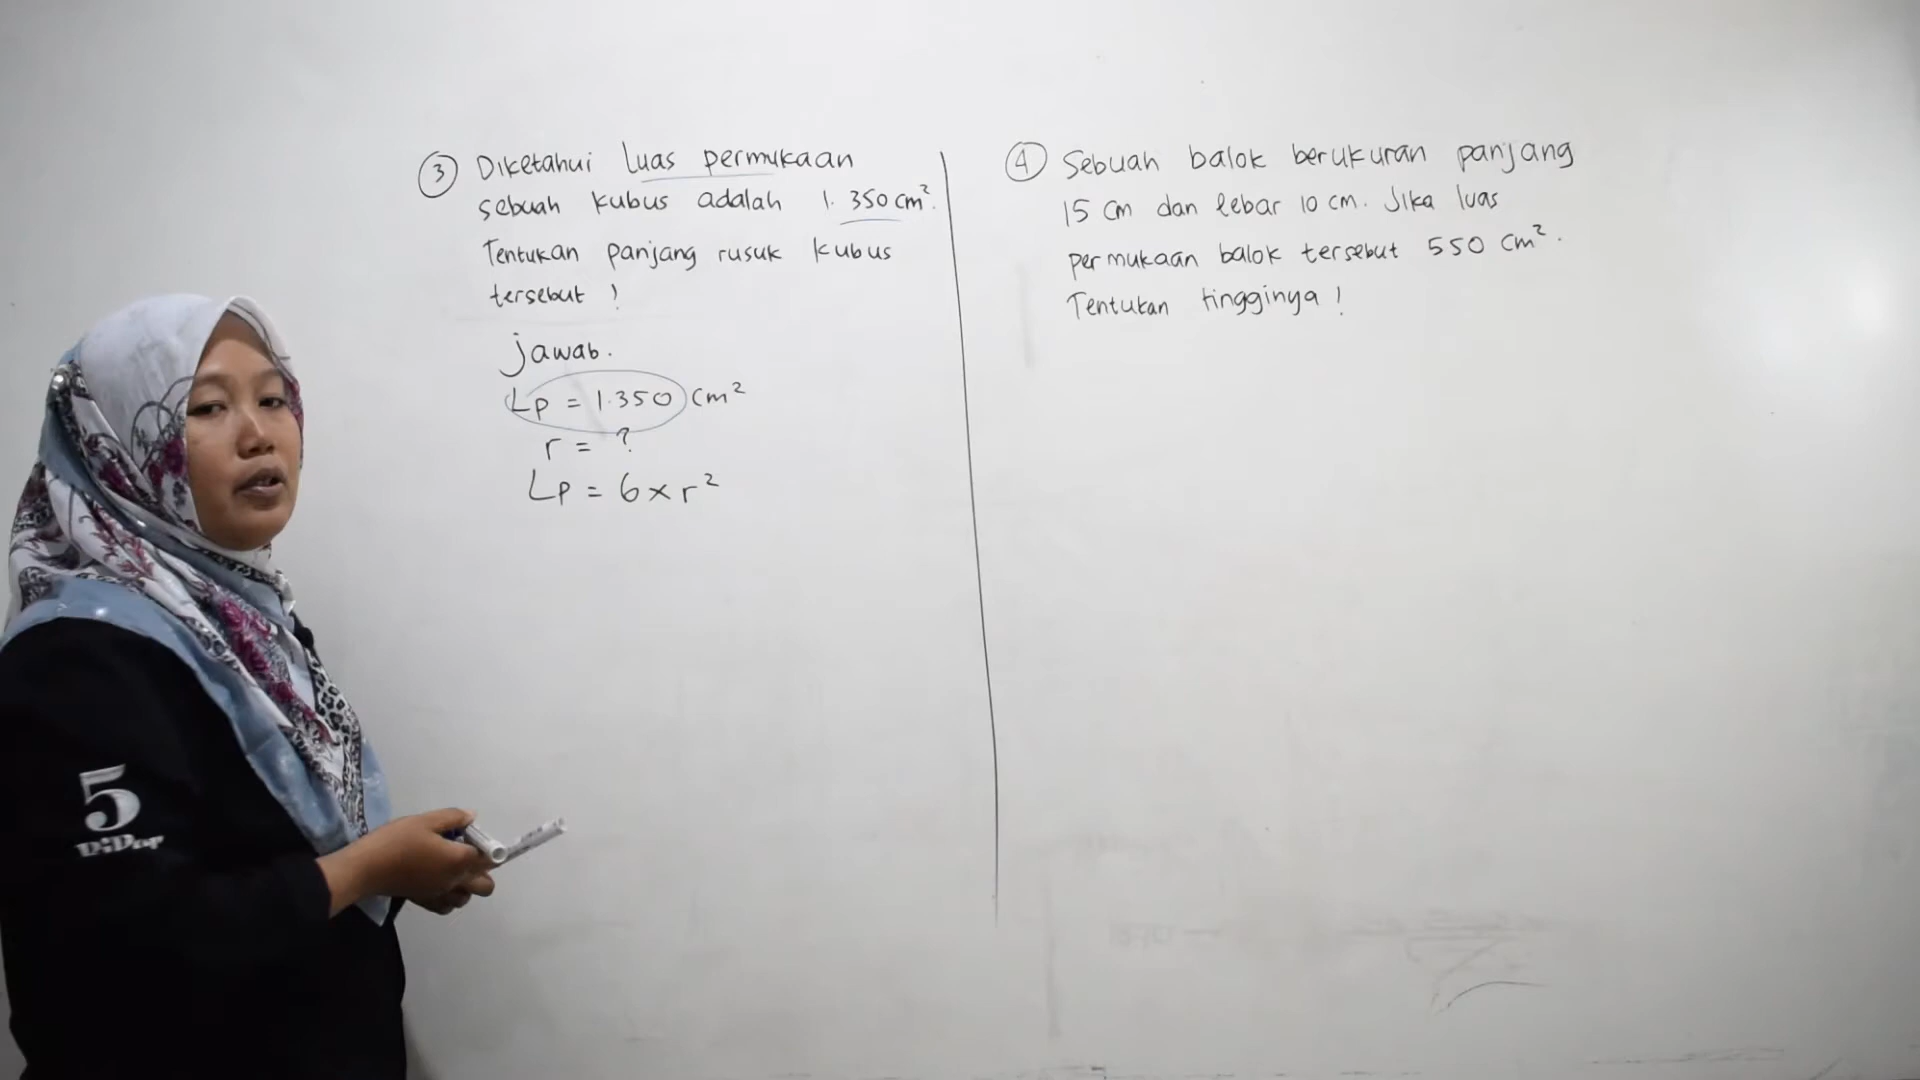 ③ Diketahui luas permukaan
sebuah kubus adalah 1.350 cm².
Tentukan panjang rusuk kubus
tersebut !
jawab.
Lp = 1.350 cm²
r = ?
Lp = 6 × r²
④ Sebuah balok berukuran panjang
15 cm dan lebar 10 cm. Jika luas
permukaan balok tersebut 550 cm².
Tentukan tingginya !
5